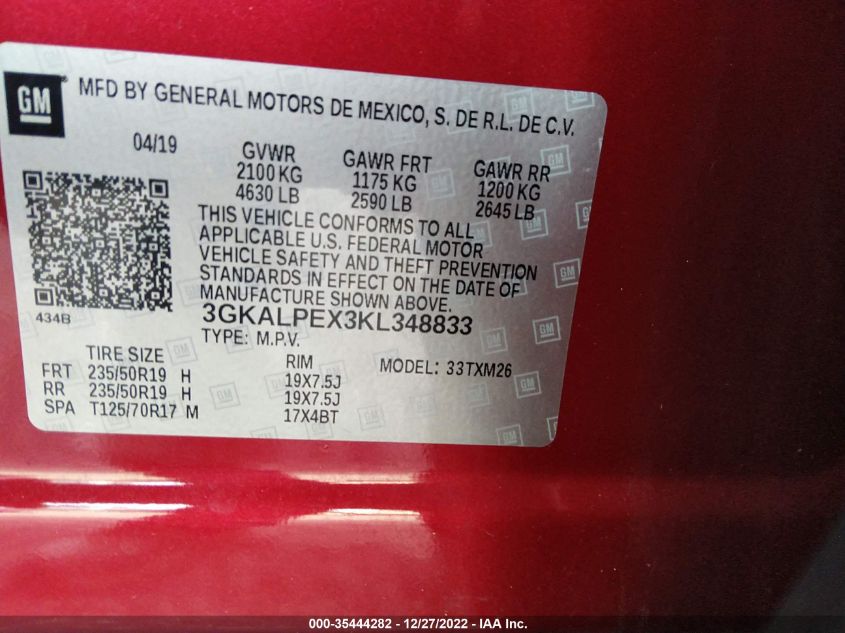 GM ®
MFD BY GENERAL MOTORS DE MEXICO, S. DE R.L. DE C.V.
04/19
GVWR GAWR FRT GAWR RR
2100 KG 1175 KG 1200 KG
4630 LB 2590 LB 2645 LB
THIS VEHICLE CONFORMS TO ALL
APPLICABLE U.S. FEDERAL MOTOR
VEHICLE SAFETY AND THEFT PREVENTION
STANDARDS IN EFFECT ON THE DATE OF
MANUFACTURE SHOWN ABOVE.
434B
3GKALPEX3KL348833
TYPE: M.P.V.
TIRE SIZE RIM MODEL: 33TXM26
FRT 235/50R19 H 19X7.5J
RR 235/50R19 H 19X7.5J
SPA T125/70R17 M 17X4BT
000-35444282 - 12/27/2022 - IAA Inc.